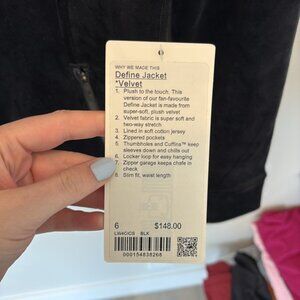 WHY WE MADE THIS
Define Jacket
*Velvet
1. Plush to the touch. This
version of our fan-favourite
Define Jacket is made from
super-soft, plush velvet
2. Velvet fabric is super soft and
two-way stretch
3. Lined in soft cotton jersey
4. Zippered pockets
5. Thumbholes and Cuffins™ keep
sleeves down and chills out
6. Locker loop for easy hanging
7. Zipper garage keeps chafe in
check
8. Slim fit, waist length
6 $148.00
BLK
000154838266